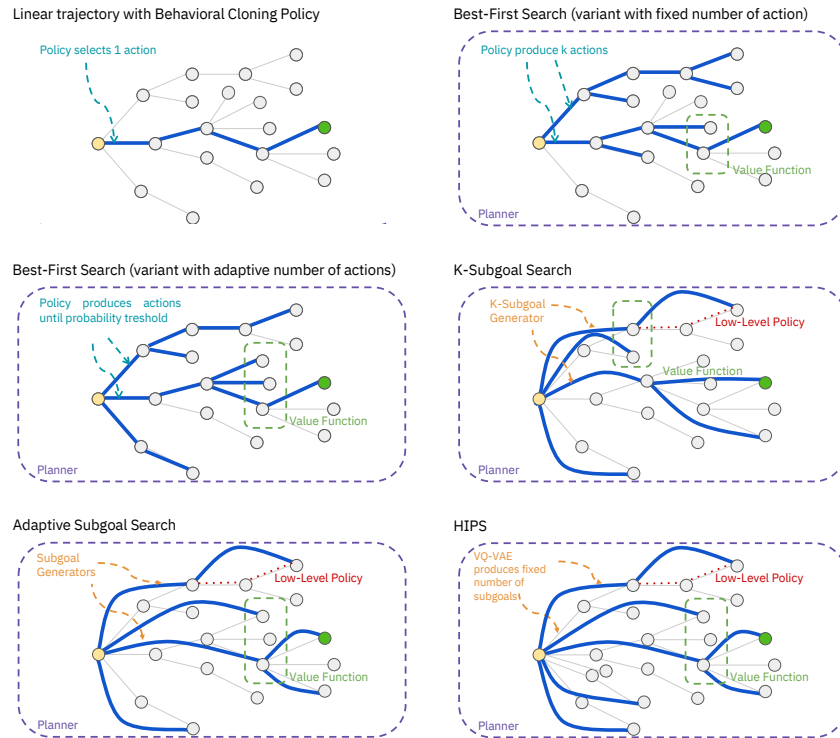 Linear trajectory with Behavioral Cloning Policy
Policy selects 1 action
Best-First Search (variant with fixed number of action)
Policy produce k actions
Value Function
Planner
Best-First Search (variant with adaptive number of actions)
Policy produces actions
until probability treshold
Value Function
Planner
K-Subgoal Search
K-Subgoal
Generator
Low-Level Policy
Value Function
Planner
Adaptive Subgoal Search
Subgoal
Generators
Low-Level Policy
Value Function
Planner
HIPS
VQ-VAE
produces fixed
number of
subgoals
Low-Level Policy
Value Function
Planner